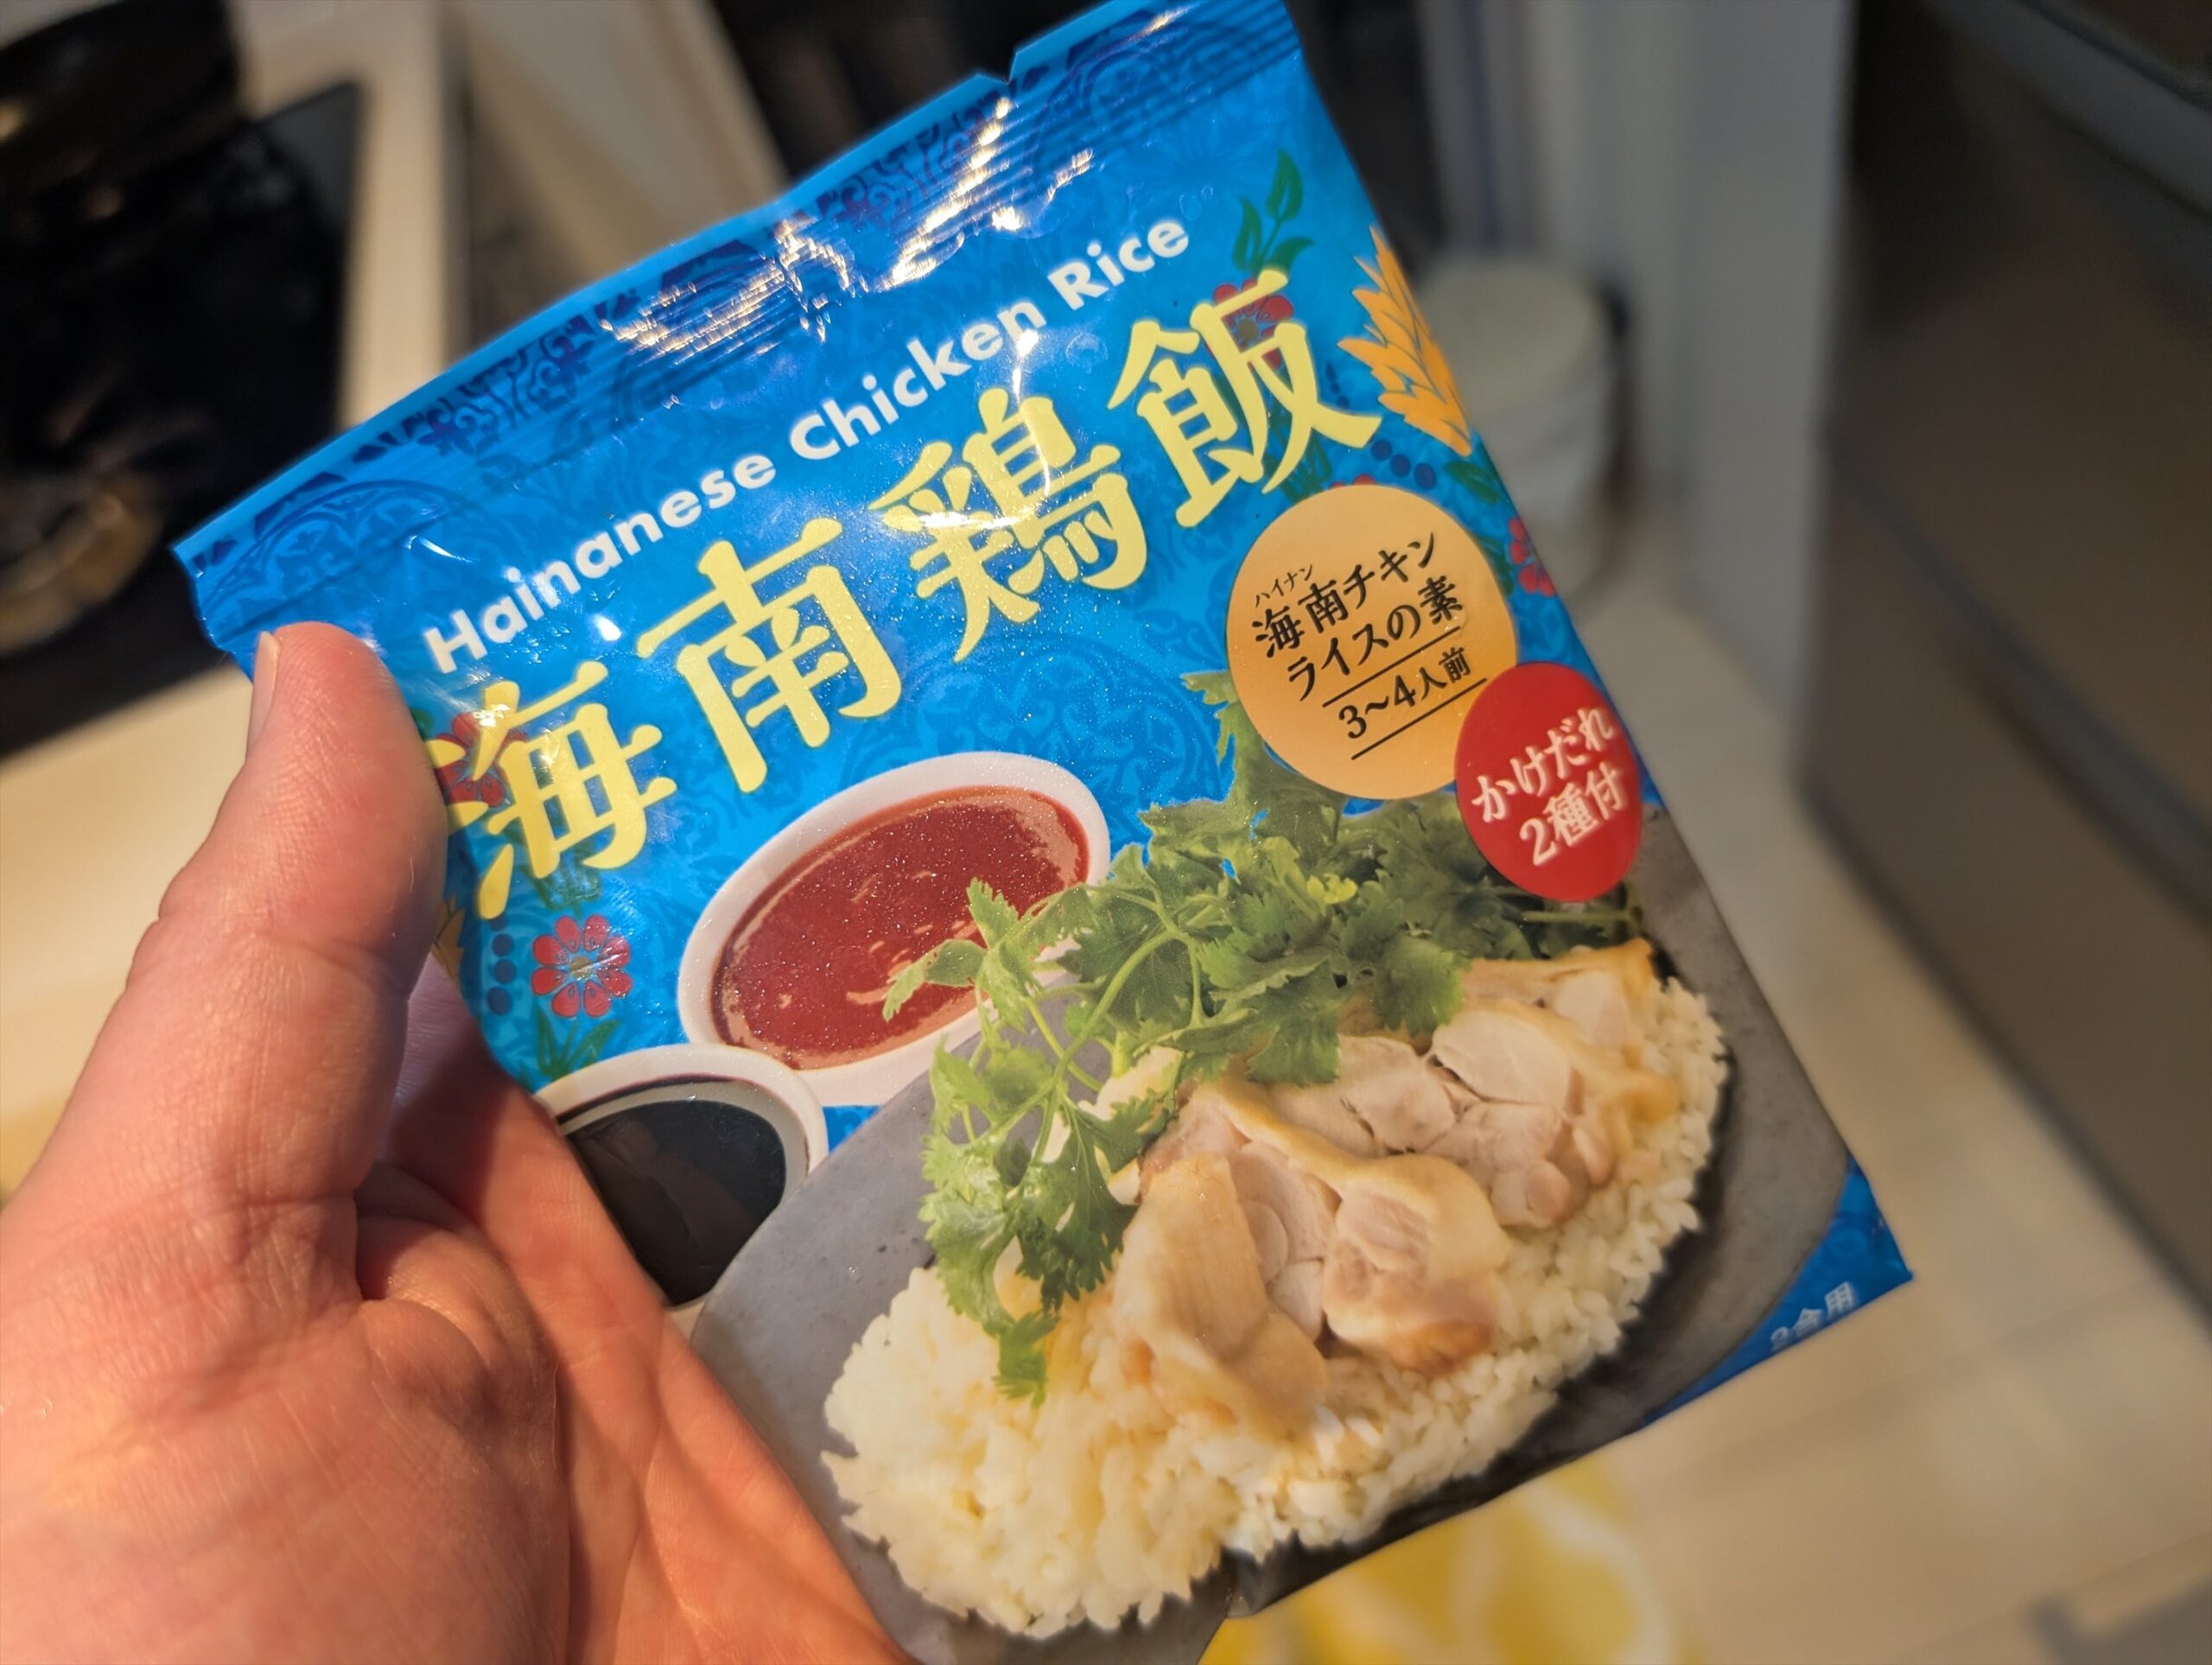 Hainanese Chicken Rice
海南鶏飯
ハイナン
海南チキン
ライスの素
3〜4人前
かけだれ
2種付
2合用